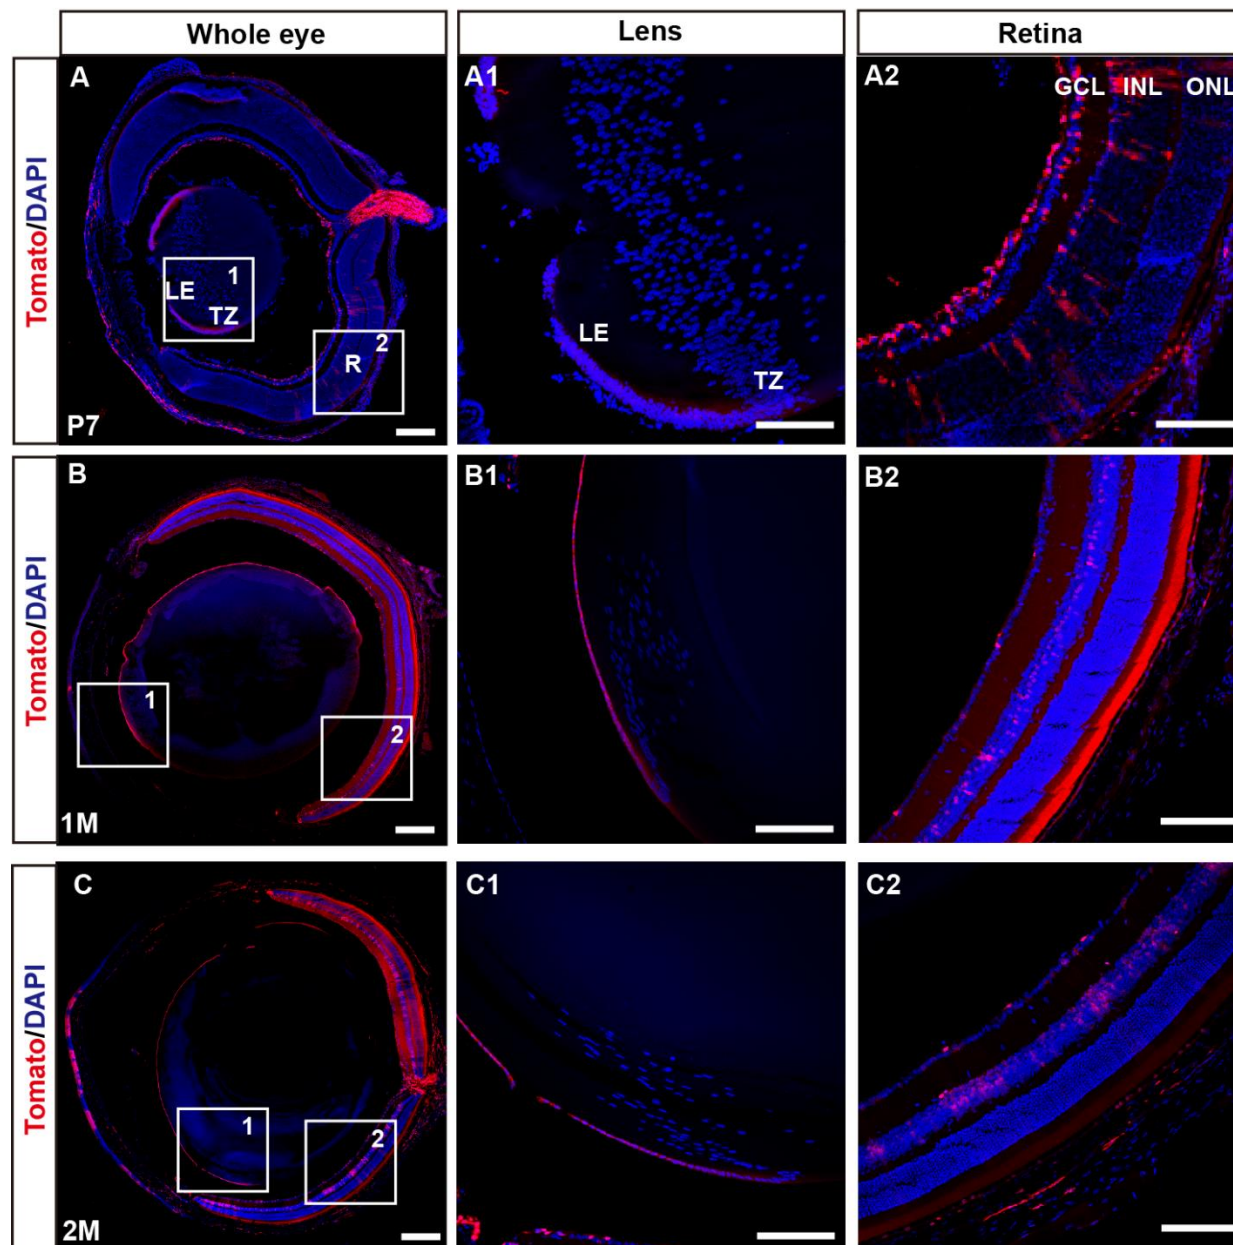 Whole eye
Lens
Retina
Tomato/DAPI
A
1
LE
TZ
R
2
P7
A1
LE
TZ
A2
GCL INL ONL
Tomato/DAPI
B
1
2
1M
B1
B2
Tomato/DAPI
C
1
2
2M
C1
C2